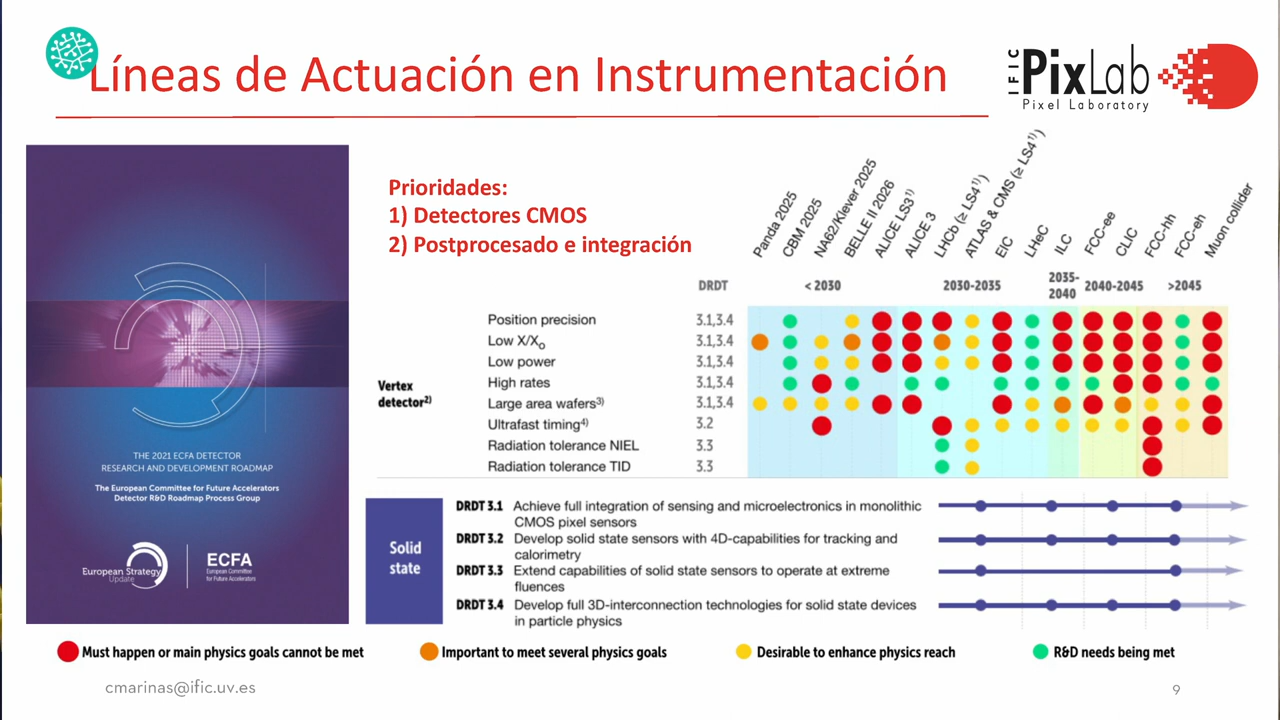 Líneas de Actuación en Instrumentación
IFIC
PixLab
Pixel Laboratory
Prioridades:
1) Detectores CMOS
2) Postprocesado e integración
Panda 2025
CBM 2025
NA62/Klever 2025
BELLE II 2026
ALICE LS3¹⁾
ALICE 3
LHCb (≥ LS4¹⁾)
ATLAS & CMS (≥ LS4¹⁾)
EIC
LHeC
ILC
FCC-ee
CLIC
FCC-hh
FCC-eh
Muon collider
DRDT
< 2030
2030-2035
2035-
2040
2040-2045
>2045
Vertex
detector²⁾
Position precision 3.1,3.4
Low X/Xₒ 3.1,3.4
Low power 3.1,3.4
High rates 3.1,3.4
Large area wafers³⁾ 3.1,3.4
Ultrafast timing⁴⁾ 3.2
Radiation tolerance NIEL 3.3
Radiation tolerance TID 3.3
THE 2021 ECFA DETECTOR
RESEARCH AND DEVELOPMENT ROADMAP
The European Committee for Future Accelerators
Detector R&D Roadmap Process Group
European Strategy
Update
ECFA
European Committee
for Future Accelerators
Solid
state
DRDT 3.1 Achieve full integration of sensing and microelectronics in monolithic
CMOS pixel sensors
DRDT 3.2 Develop solid state sensors with 4D-capabilities for tracking and
calorimetry
DRDT 3.3 Extend capabilities of solid state sensors to operate at extreme
fluences
DRDT 3.4 Develop full 3D-interconnection technologies for solid state devices
in particle physics
Must happen or main physics goals cannot be met
Important to meet several physics goals
Desirable to enhance physics reach
R&D needs being met
cmarinas@ific.uv.es
9